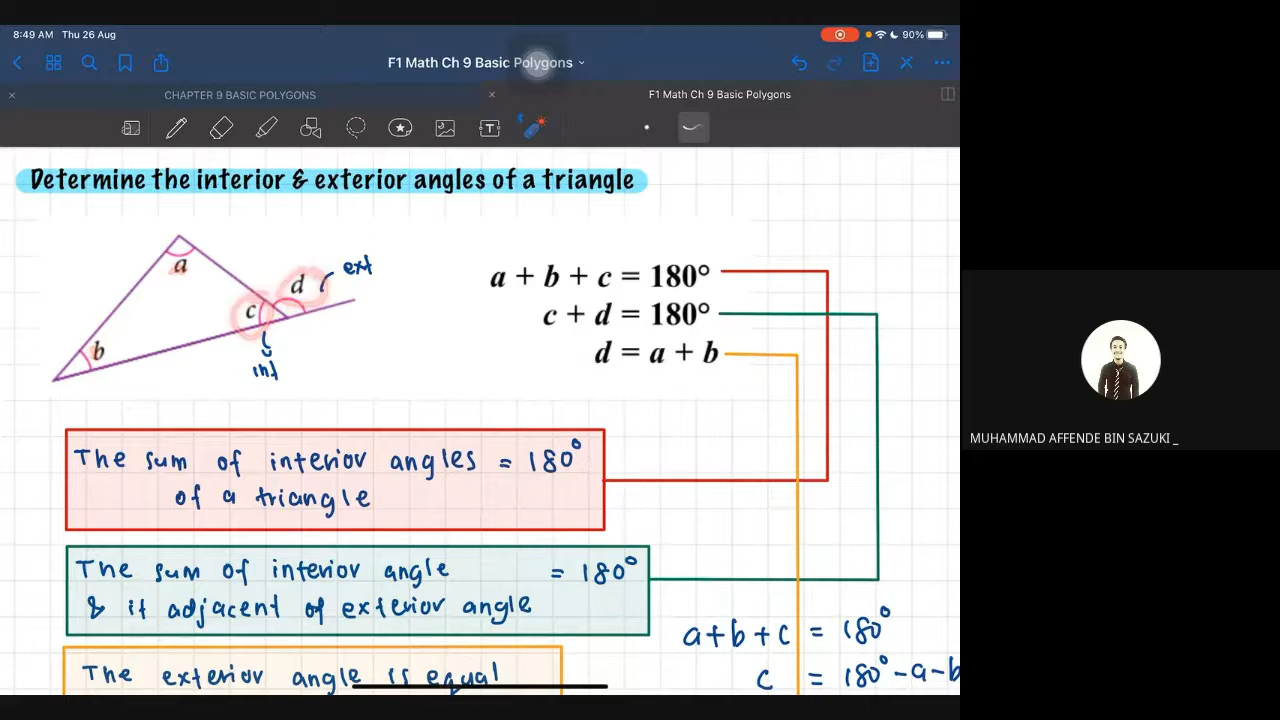 8:49 AM Thu 26 Aug
90%
F1 Math Ch 9 Basic Polygons
CHAPTER 9 BASIC POLYGONS
F1 Math Ch 9 Basic Polygons
Determine the interior & exterior angles of a triangle
a
b
c
d
ext
int
a + b + c = 180°
c + d = 180°
d = a + b
The sum of interior angles = 180°
of a triangle
The sum of interior angle = 180°
& it adjacent of exterior angle
The exterior angle is equal
a+b+c = 180°
c = 180° - a - b
MUHAMMAD AFFENDE BIN SAZUKI _